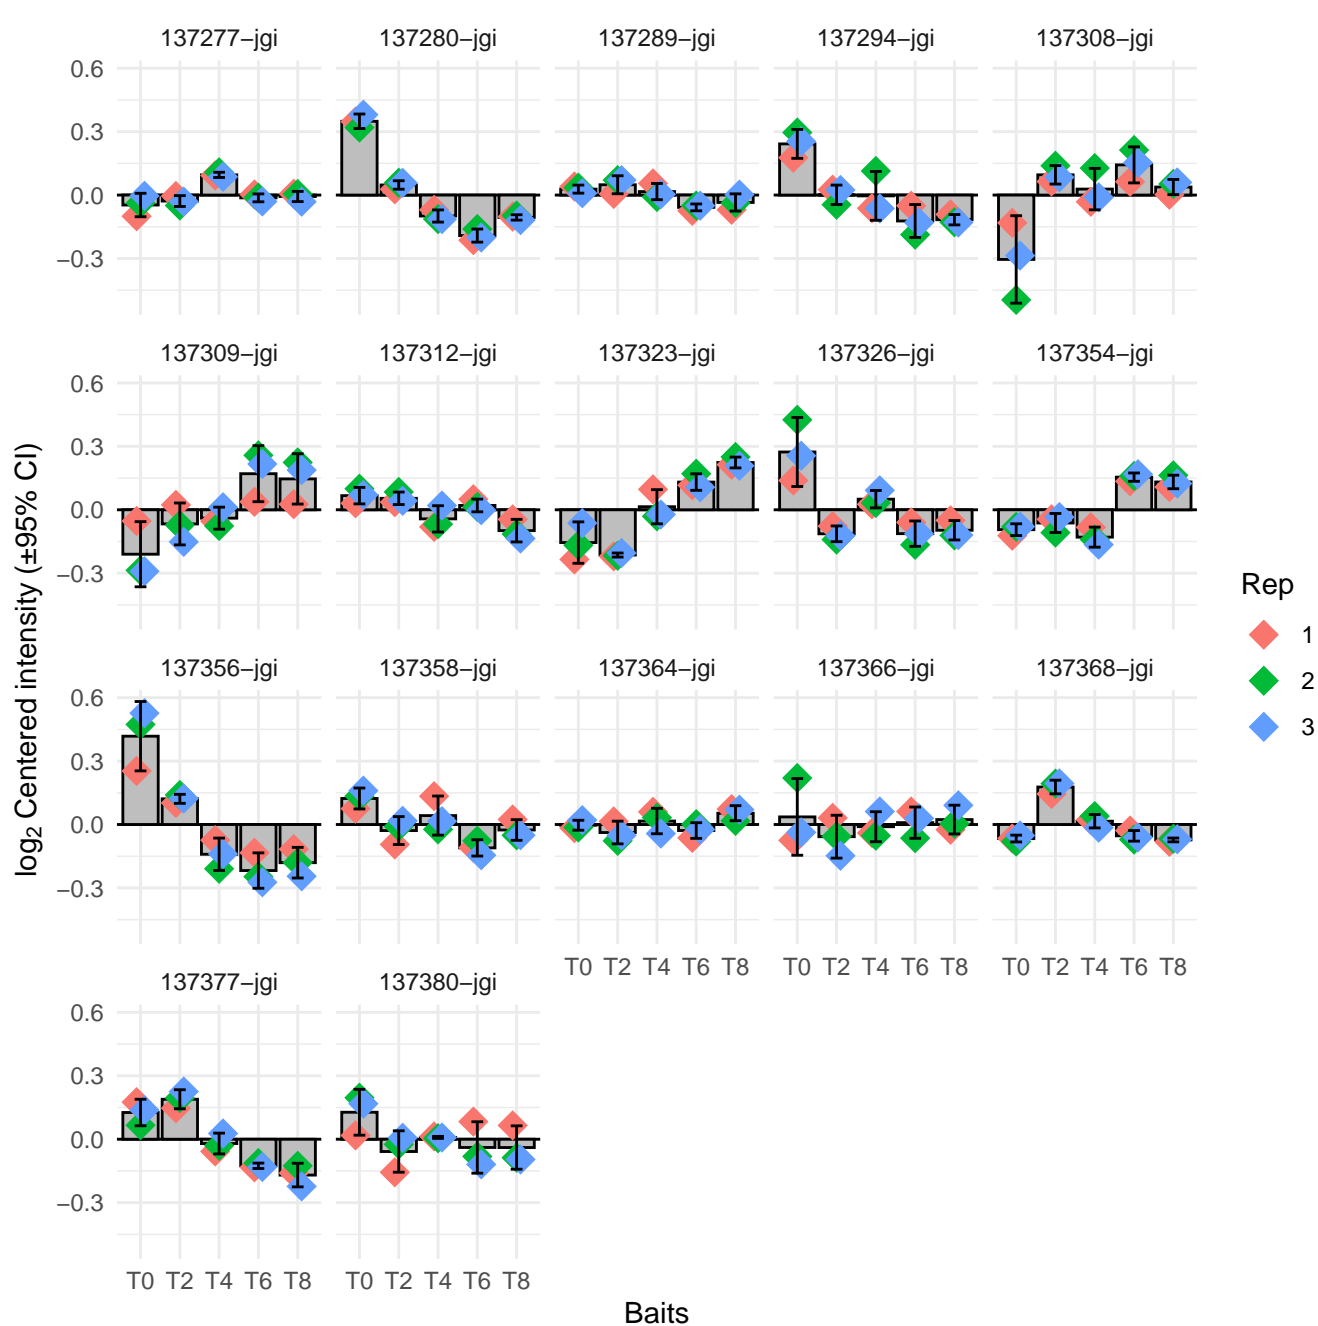 137277−jgi 137280−jgi 137289−jgi 137294−jgi 137308−jgi
0.6
0.3
0.0
−0.3
137309−jgi 137312−jgi 137323−jgi 137326−jgi 137354−jgi
0.6
0.3
0.0
−0.3
137356−jgi 137358−jgi 137364−jgi 137366−jgi 137368−jgi
0.6
0.3
0.0
−0.3
T0 T2 T4 T6 T8 T0 T2 T4 T6 T8 T0 T2 T4 T6 T8
137377−jgi 137380−jgi
0.6
0.3
0.0
−0.3
T0 T2 T4 T6 T8 T0 T2 T4 T6 T8
Baits
log₂ Centered intensity (±95% CI)
Rep
1
2
3